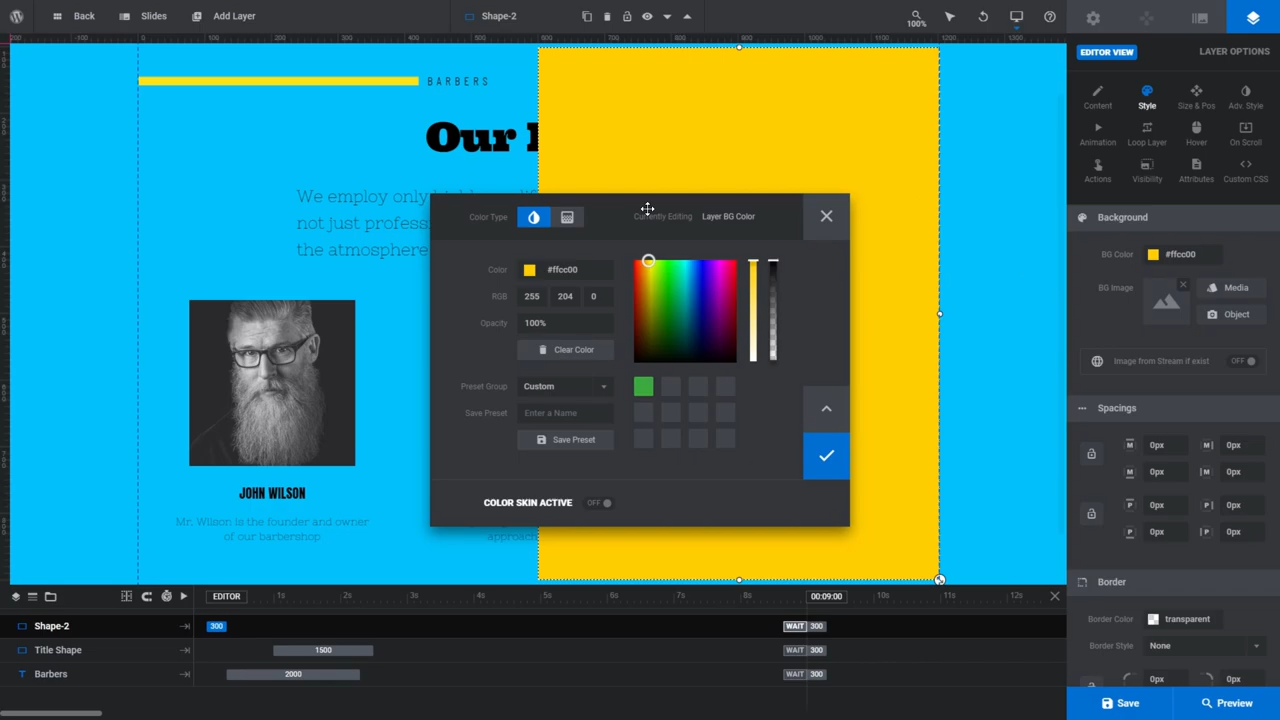 Back
Slides
Add Layer
Shape-2
100%
EDITOR VIEW
LAYER OPTIONS
Content
Style
Size & Pos
Adv. Style
Animation
Loop Layer
Hover
On Scroll
Actions
Visibility
Attributes
Custom CSS
BARBERS
Our
We employ only
not just profess
the atmosphere
JOHN WILSON
Mr. Wilson is the founder and owner
of our barbershop
approach
Color Type
Currently Editing
Layer BG Color
Color
#ffcc00
RGB
255
204
0
Opacity
100%
Clear Color
Preset Group
Custom
Save Preset
Enter a Name
Save Preset
COLOR SKIN ACTIVE
OFF
Background
BG Color
#ffcc00
BG Image
Media
Object
Image from Stream if exist
OFF
Spacings
M
0px
M
0px
M
0px
M
0px
P
0px
P
0px
P
0px
P
0px
Border
Border Color
transparent
Border Style
None
0px
0px
Save
Preview
EDITOR
1s
2s
3s
4s
5s
6s
7s
8s
00:09:00
10s
11s
12s
Shape-2
300
WAIT
300
Title Shape
1500
WAIT
300
Barbers
2000
WAIT
300